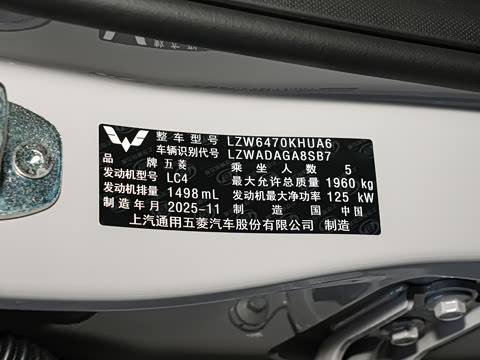 整车型号 LZW6470KHUA6
车辆识别代号 LZWADAGA8SB7
品牌 五菱 乘坐人数 5
发动机型号 LC4 最大允许总质量 1960 kg
发动机排量 1498 mL 发动机最大净功率 125 kW
制造年月 2025-11 制造国 中国
上汽通用五菱汽车股份有限公司 制造